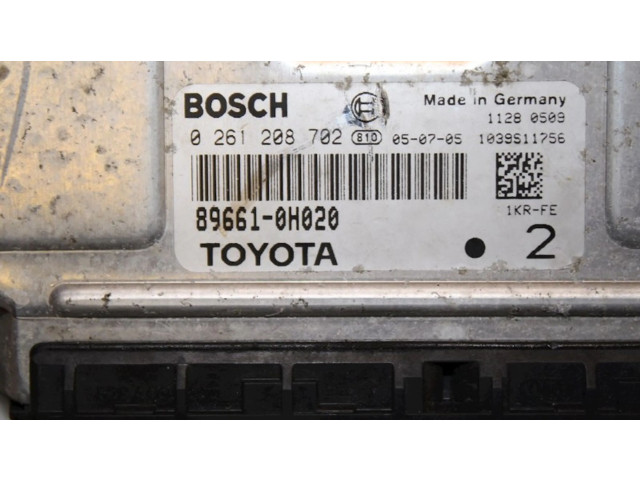 BOSCH Made in Germany
1128 0509
0 261 208 702 810 05-07-05 1039S11756
89661-0H020
1KR-FE
TOYOTA
2